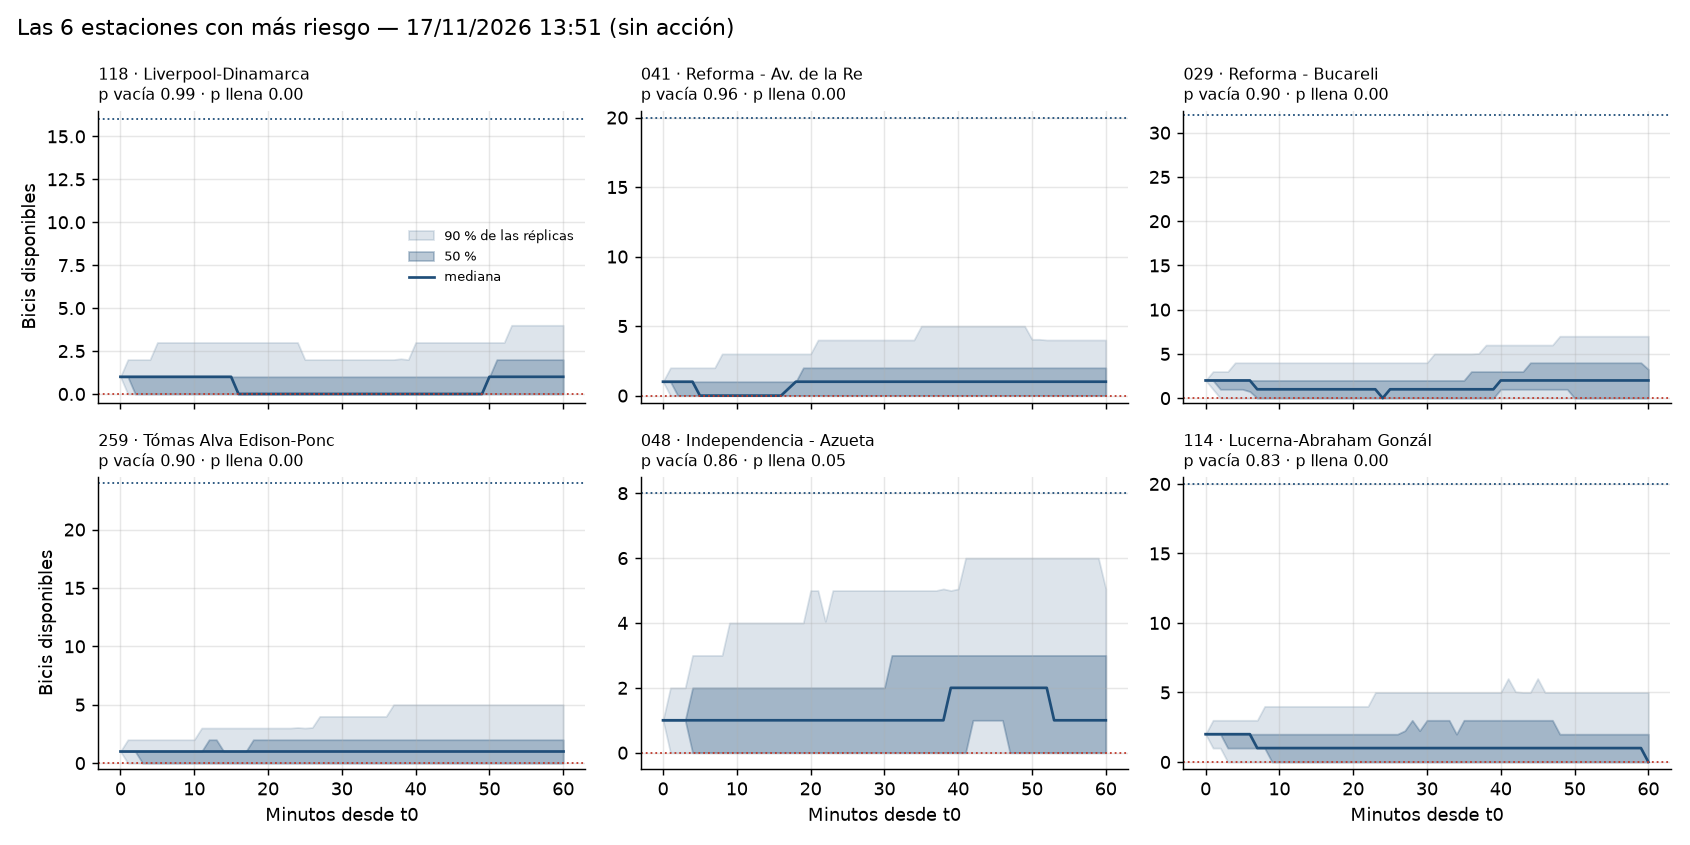 Las 6 estaciones con más riesgo — 17/11/2026 13:51 (sin acción)
118 · Liverpool-Dinamarca
p vacía 0.99 · p llena 0.00
041 · Reforma - Av. de la Re
p vacía 0.96 · p llena 0.00
029 · Reforma - Bucareli
p vacía 0.90 · p llena 0.00
Bicis disponibles
15.0
12.5
10.0
7.5
5.0
2.5
0.0
90 % de las réplicas
50 %
mediana
20
15
10
5
0
30
25
20
15
10
5
0
259 · Tómas Alva Edison-Ponc
p vacía 0.90 · p llena 0.00
048 · Independencia - Azueta
p vacía 0.86 · p llena 0.05
114 · Lucerna-Abraham Gonzál
p vacía 0.83 · p llena 0.00
Bicis disponibles
20
15
10
5
0
0 10 20 30 40 50 60
Minutos desde t0
8
6
4
2
0
0 10 20 30 40 50 60
Minutos desde t0
20
15
10
5
0
0 10 20 30 40 50 60
Minutos desde t0